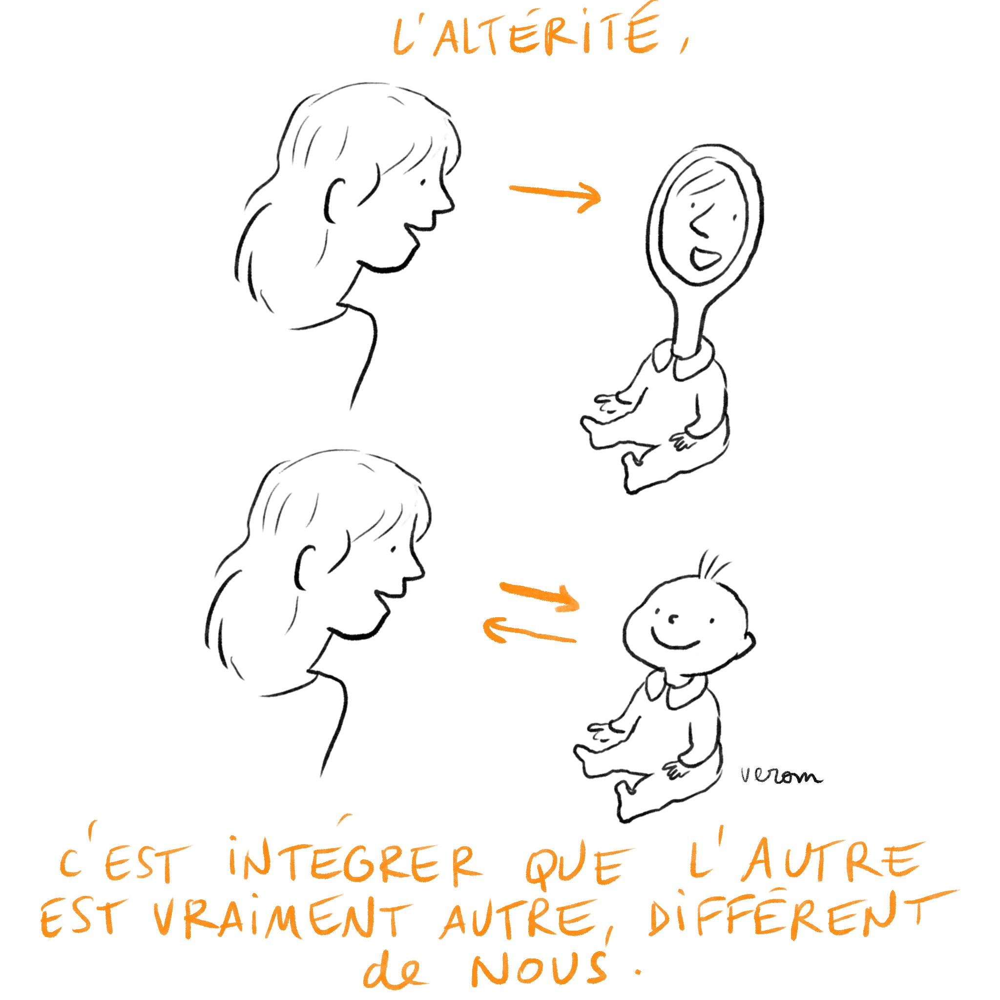 L'ALTÉRITÉ,
verom
C'EST INTÉGRER QUE L'AUTRE
EST VRAIMENT AUTRE, DIFFÉRENT
de NOUS.